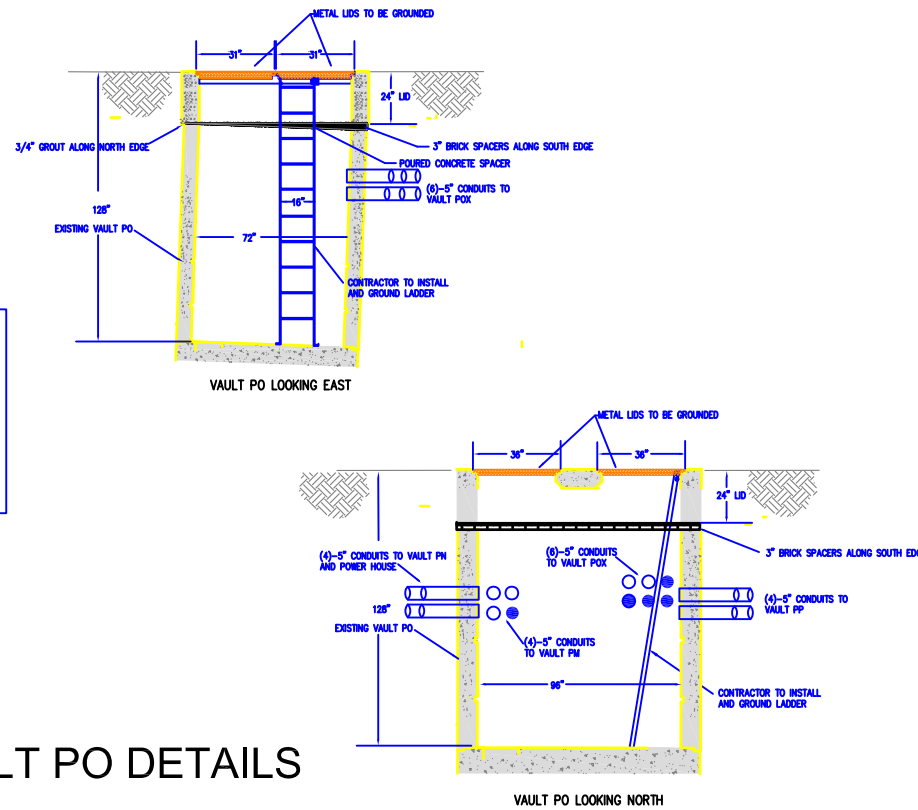 METAL LIDS TO BE GROUNDED
31"
31"
24" LID
3/4" GROUT ALONG NORTH EDGE
3" BRICK SPACERS ALONG SOUTH EDGE
POURED CONCRETE SPACER
(6)-5" CONDUITS TO
VAULT POX
128"
16"
EXISTING VAULT PO
72"
CONTRACTOR TO INSTALL
AND GROUND LADDER
VAULT PO LOOKING EAST
METAL LIDS TO BE GROUNDED
36"
36"
24" LID
(4)-5" CONDUITS TO VAULT PN
AND POWER HOUSE
(6)-5" CONDUITS
TO VAULT POX
3" BRICK SPACERS ALONG SOUTH EDG
(4)-5" CONDUITS TO
VAULT PP
128"
EXISTING VAULT PO
(4)-5" CONDUITS
TO VAULT PM
96"
CONTRACTOR TO INSTALL
AND GROUND LADDER
LT PO DETAILS
VAULT PO LOOKING NORTH